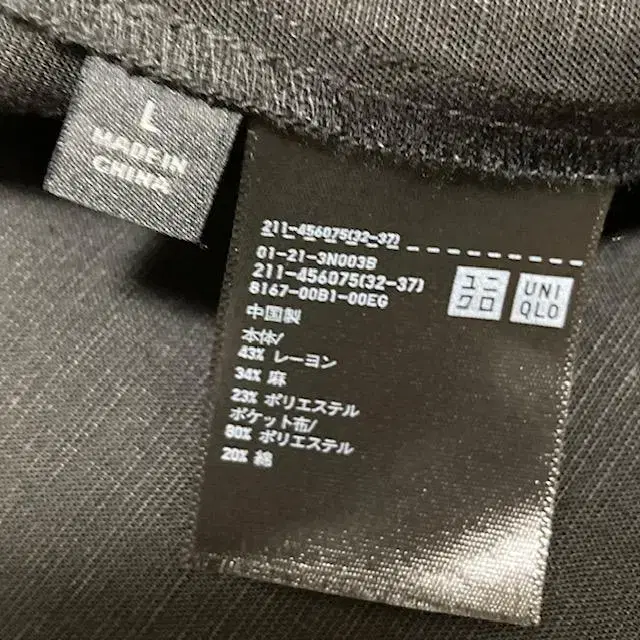 L
MADE IN
CHINA
211-456075(32-37)
01-21-3N003B
211-456075(32-37)
8167-00B1-00EG
ユニ
クロ
UNI
QLO
中国製
本体/
43% レーヨン
34% 麻
23% ポリエステル
ポケット布/
80% ポリエステル
20% 綿